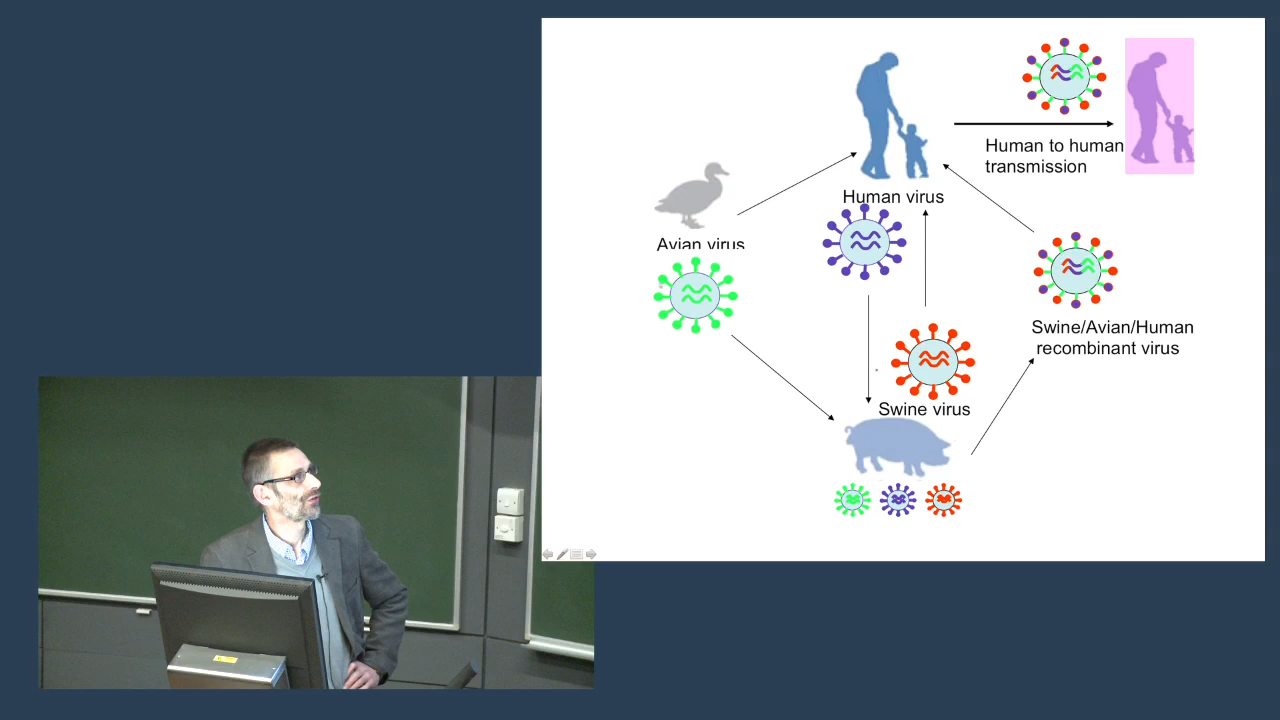 Human to human
transmission
Human virus
Avian virus
Swine/Avian/Human
recombinant virus
Swine virus